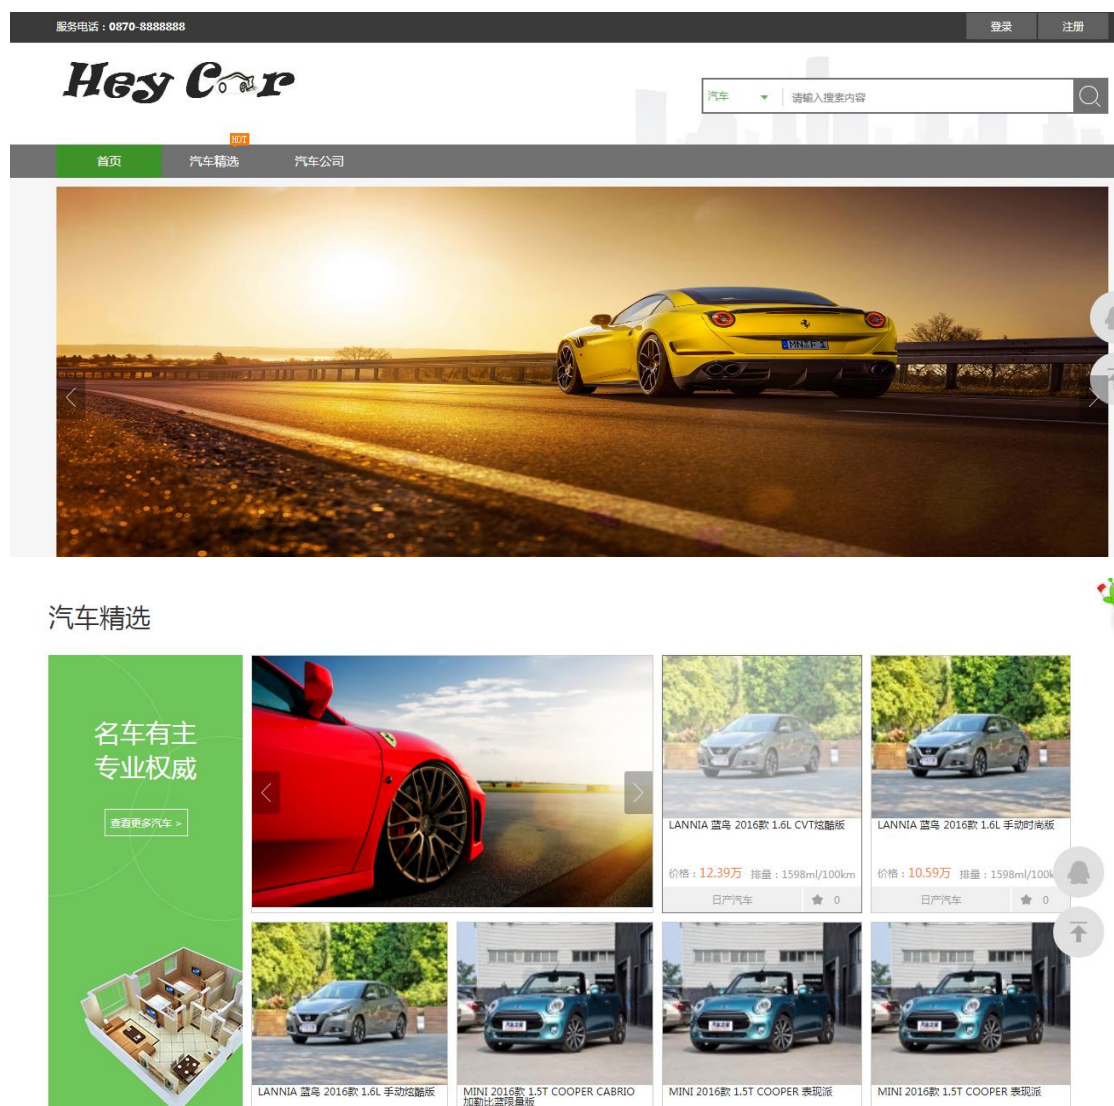 服务电话：0870-8888888
登录
注册
Hey Car
汽车
请输入搜索内容
HOT
首页
汽车精选
汽车公司
MN F 1
汽车精选
名车有主
专业权威
查看更多汽车 >
LANNIA 蓝鸟 2016款 1.6L CVT炫酷版
价格：12.39万 排量：1598ml/100km
日产汽车
0
LANNIA 蓝鸟 2016款 1.6L 手动时尚版
价格：10.59万 排量：1598ml/100k
日产汽车
0
LANNIA 蓝鸟 2016款 1.6L 手动炫酷版
MINI 2016款 1.5T COOPER CABRIO
加勒比蓝限量版
MINI 2016款 1.5T COOPER 表现派
MINI 2016款 1.5T COOPER 表现派